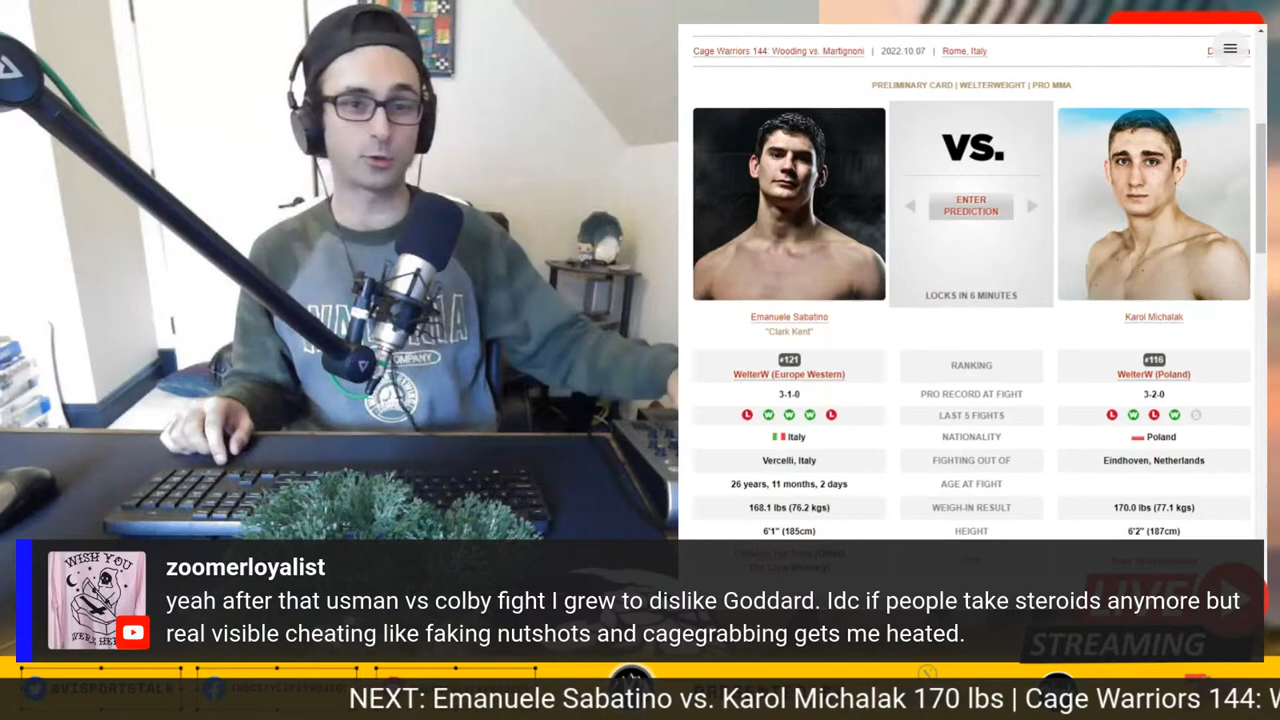 Cage Warriors 144: Wooding vs. Martignoni | 2022.10.07 | Rome, Italy
PRELIMINARY CARD | WELTERWEIGHT | PRO MMA
VS.
ENTER
PREDICTION
LOCKS IN 6 MINUTES
Emanuele Sabatino
"Clark Kent"
Karol Michalak
#121
WelterW (Europe Western)
RANKING
#116
WelterW (Poland)
3-1-0 PRO RECORD AT FIGHT 3-2-0
L W W W L LAST 5 FIGHTS L W L W
Italy NATIONALITY Poland
Vercelli, Italy FIGHTING OUT OF Eindhoven, Netherlands
26 years, 11 months, 2 days AGE AT FIGHT
168.1 lbs (76.2 kgs) WEIGH-IN RESULT 170.0 lbs (77.1 kgs)
6'1" (185cm) HEIGHT 6'2" (187cm)
COMPANY
WISH YOU
WERE HERE
zoomerloyalist
yeah after that usman vs colby fight I grew to dislike Goddard. Idc if people take steroids anymore but
real visible cheating like faking nutshots and cagegrabbing gets me heated.
LIVE
STREAMING
@VISPORTSTALK
NEXT: Emanuele Sabatino vs. Karol Michalak 170 lbs | Cage Warriors 144: W